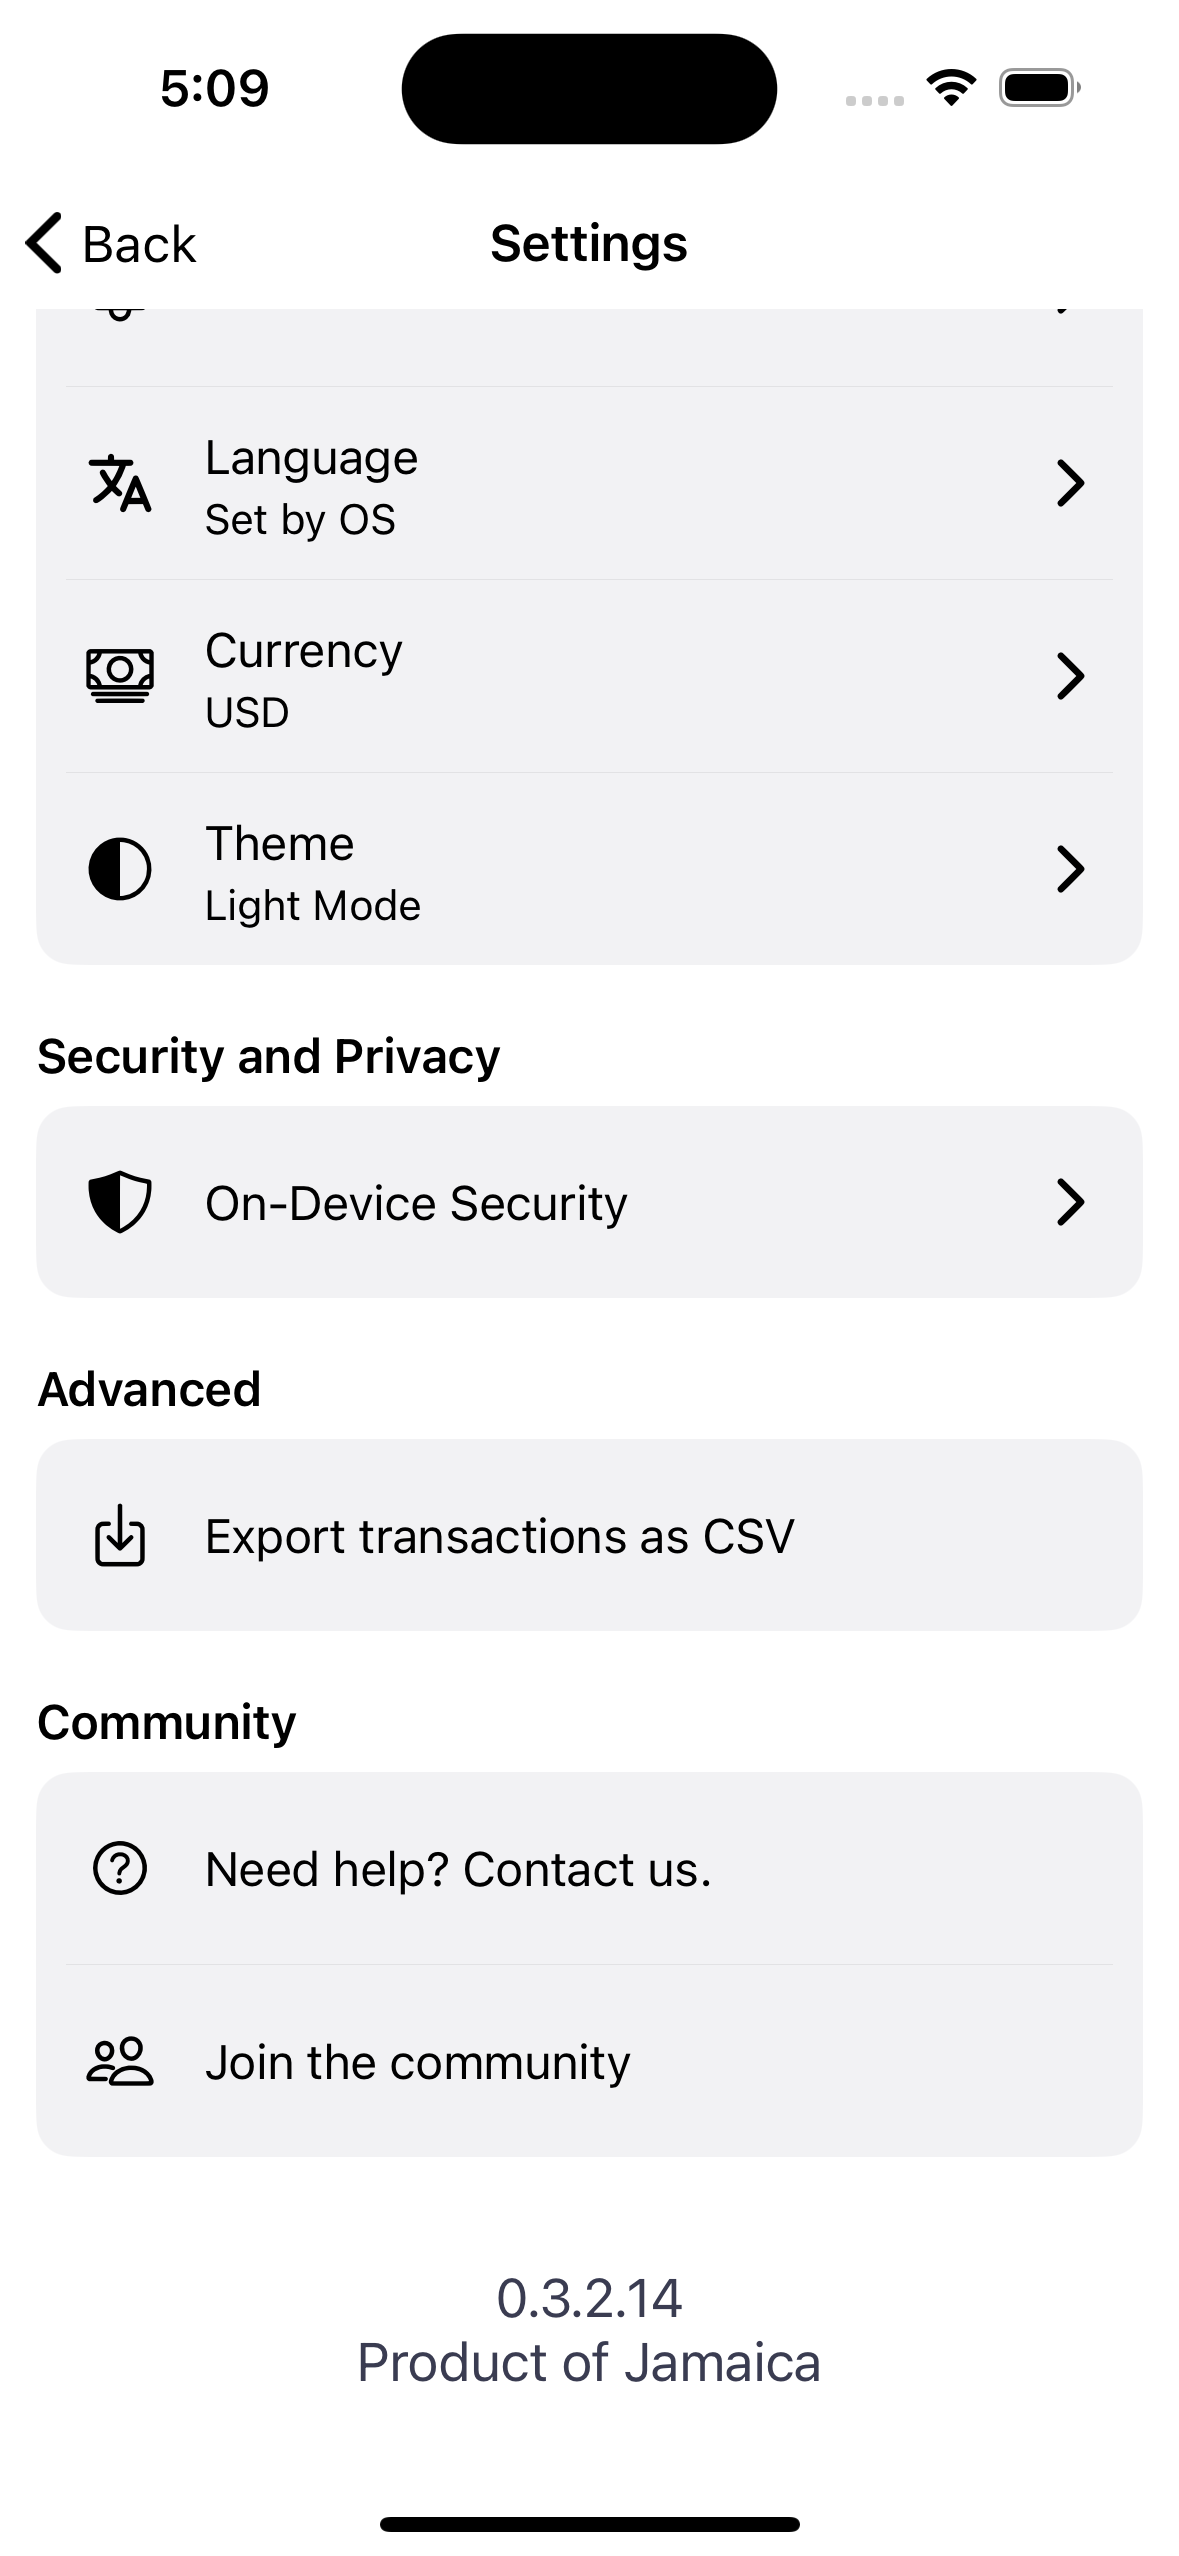 5:09
Back
Settings
Language
Set by OS
Currency
USD
Theme
Light Mode
Security and Privacy
On-Device Security
Advanced
Export transactions as CSV
Community
Need help? Contact us.
Join the community
0.3.2.14
Product of Jamaica